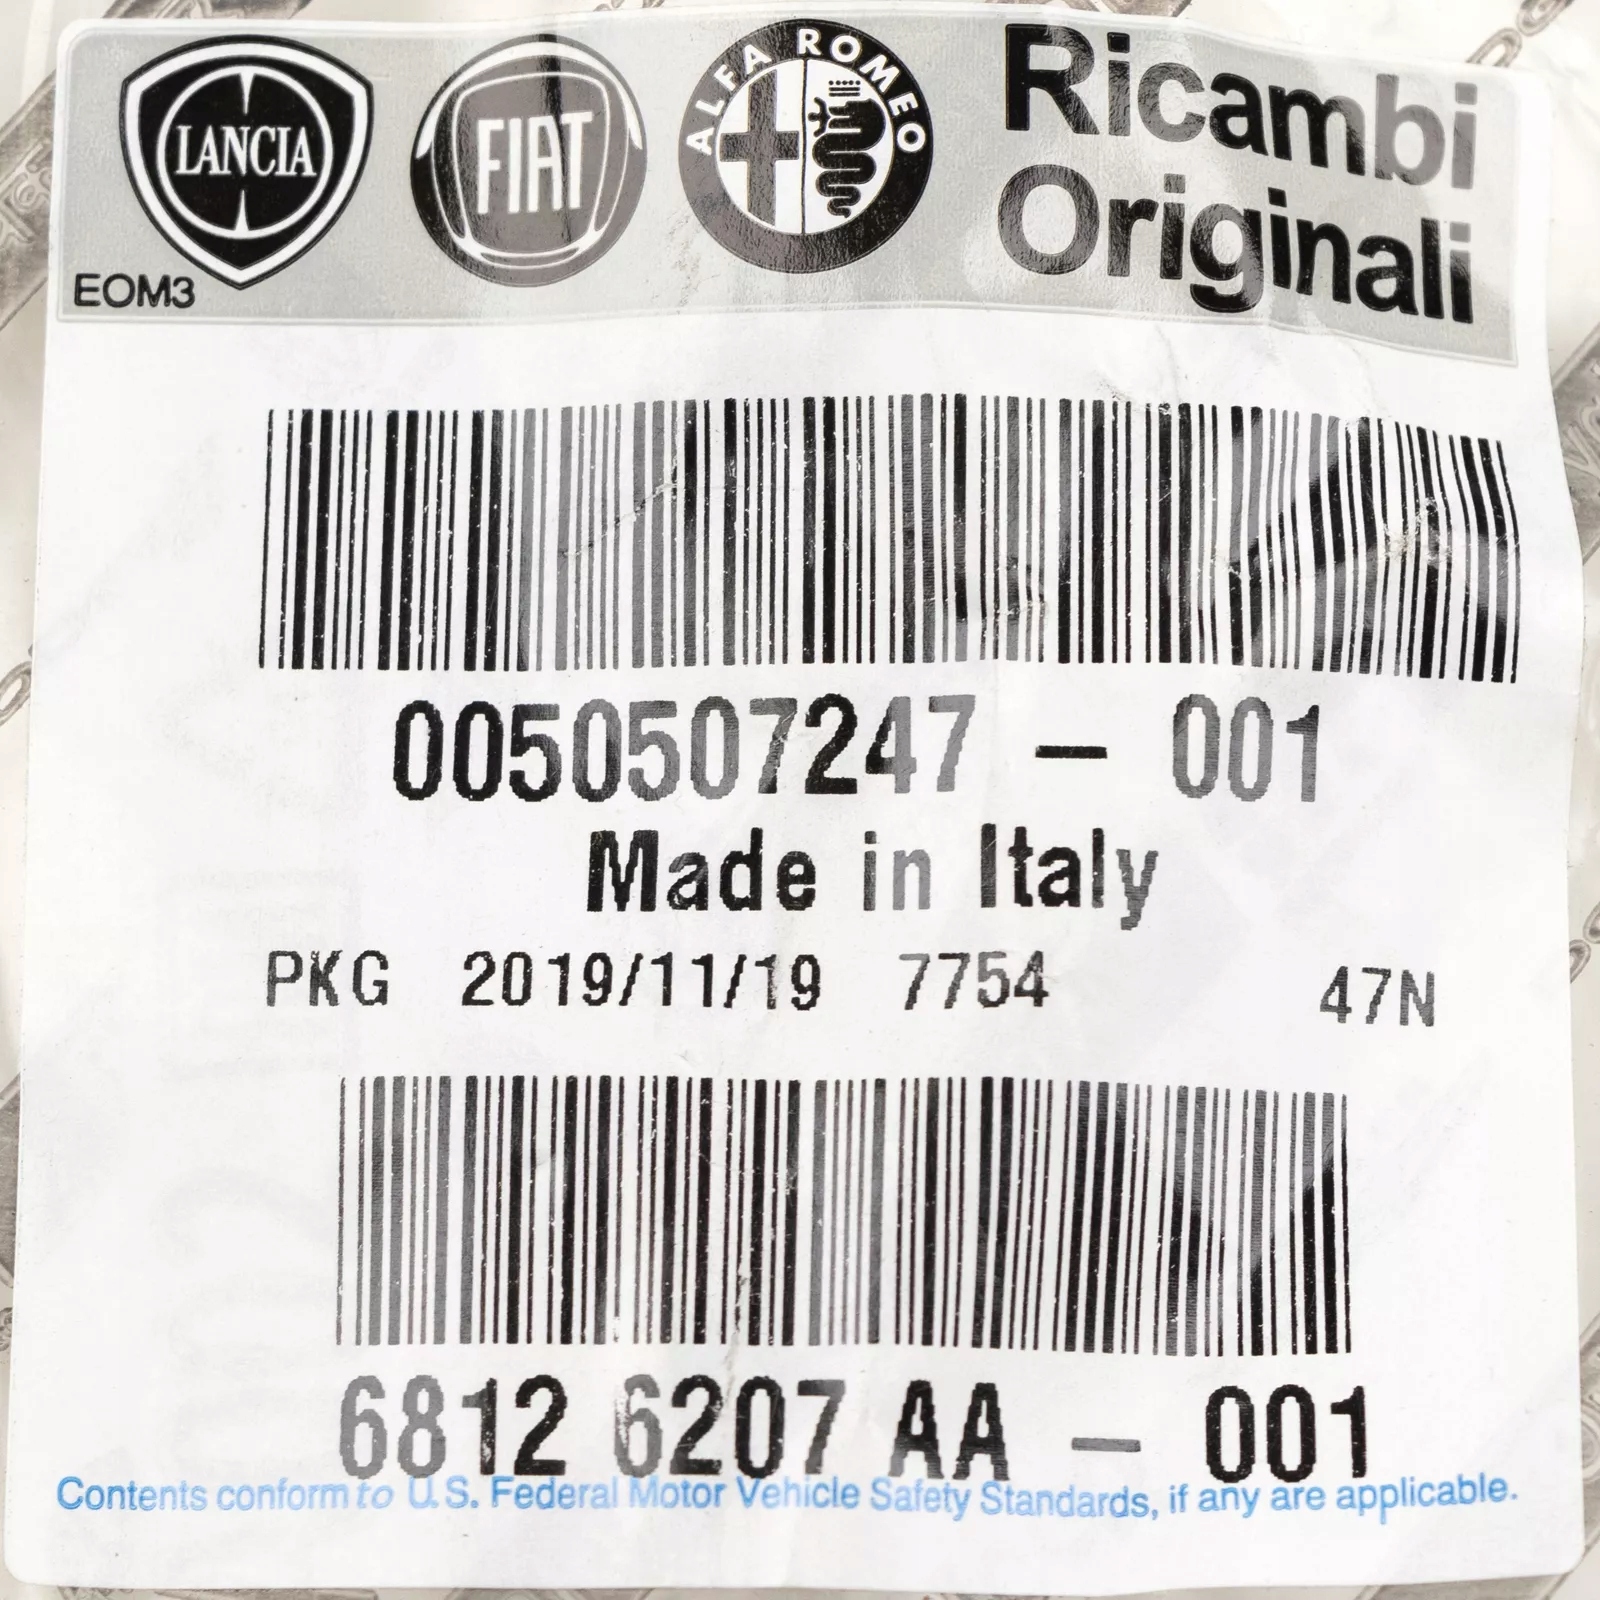 LANCIA
FIAT
ALFA ROMEO
Ricambi
Originali
EOM3
0050507247 – 001
Made in Italy
PKG 2019/11/19 7754 47N
6812 6207 AA – 001
Contents conform to U.S. Federal Motor Vehicle Safety Standards, if any are applicable.